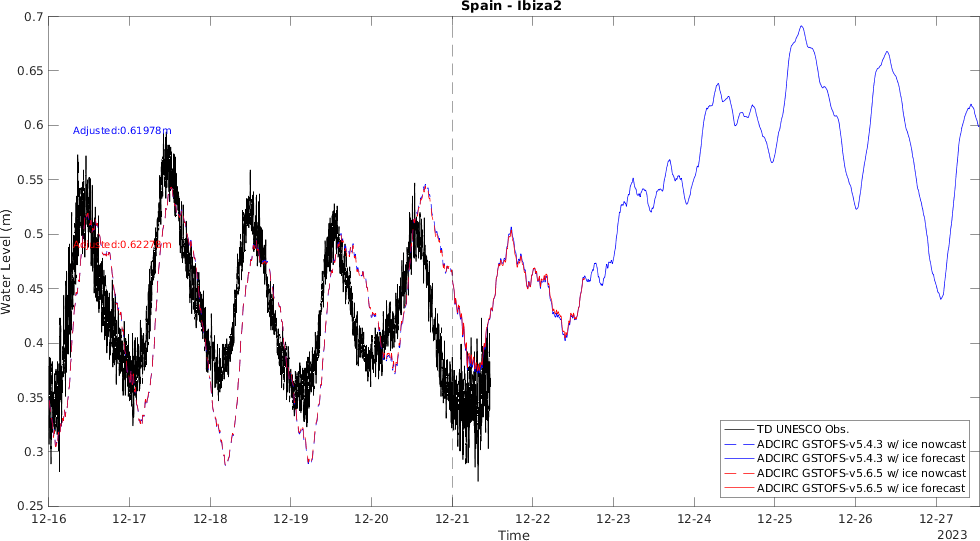 Spain - Ibiza2
0.7
0.65
0.6
0.55
0.5
0.45
0.4
0.35
0.3
0.25
Water Level (m)
Adjusted:0.61978m
Adjusted:0.62278m
TD UNESCO Obs.
ADCIRC GSTOFS-v5.4.3 w/ ice nowcast
ADCIRC GSTOFS-v5.4.3 w/ ice forecast
ADCIRC GSTOFS-v5.6.5 w/ ice nowcast
ADCIRC GSTOFS-v5.6.5 w/ ice forecast
12-16 12-17 12-18 12-19 12-20 12-21 12-22 12-23 12-24 12-25 12-26 12-27
Time
2023